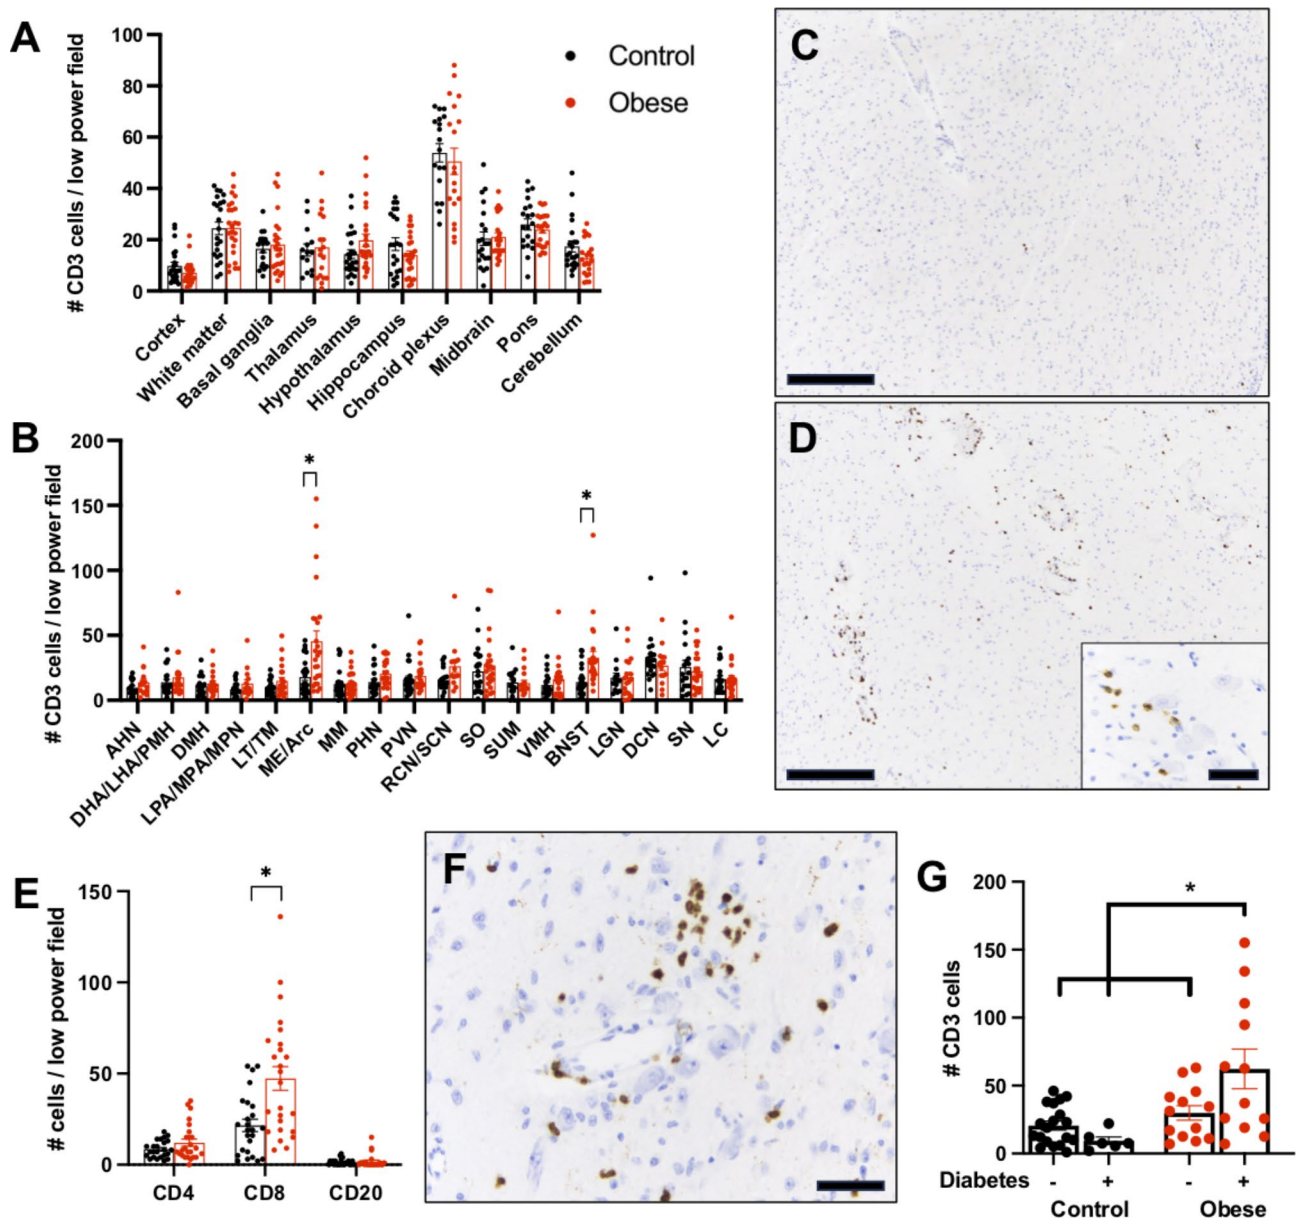 A
# CD3 cells / low power field
100
80
60
40
20
0
Control
Obese
Cortex
White matter
Basal ganglia
Thalamus
Hypothalamus
Hippocampus
Choroid plexus
Midbrain
Pons
Cerebellum
B
# CD3 cells / low power field
200
150
100
50
0
*
*
AHN
DHA/LHA/PMH
DMH
LPA/MPA/MPN
LT/TM
ME/Arc
MM
PHN
PVN
RCN/SCN
SO
SUM
VMH
BNST
LGN
DCN
SN
LC
C
D
E
# cells / low power field
150
100
50
0
*
CD4
CD8
CD20
F
G
# CD3 cells
200
150
100
50
0
*
Diabetes - + - +
Control Obese